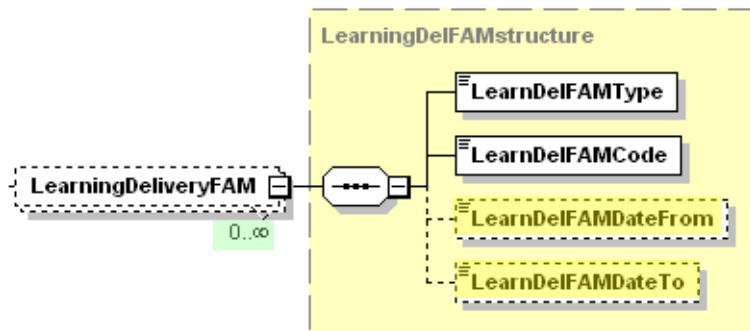 LearningDelFAMstructure
LearnDelFAMType
LearnDelFAMCode
LearningDeliveryFAM
0..∞
LearnDelFAMDateFrom
LearnDelFAMDateTo